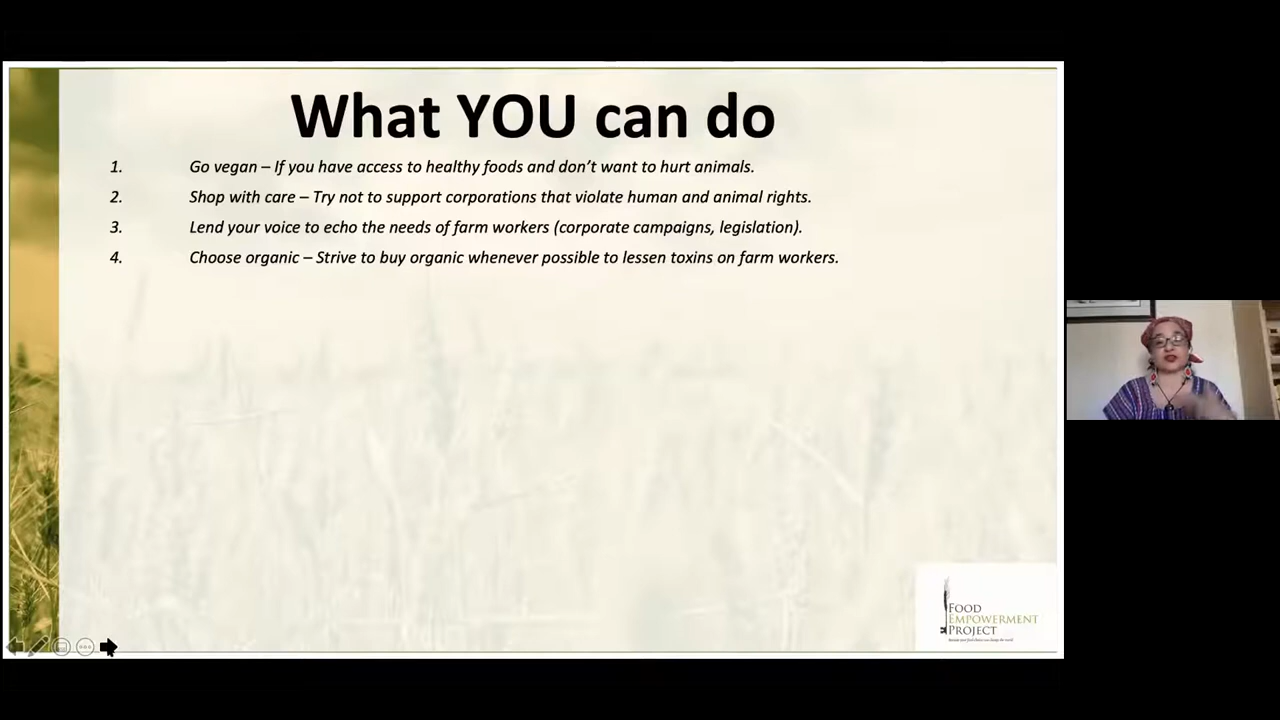 What YOU can do
1. Go vegan – If you have access to healthy foods and don’t want to hurt animals.
2. Shop with care – Try not to support corporations that violate human and animal rights.
3. Lend your voice to echo the needs of farm workers (corporate campaigns, legislation).
4. Choose organic – Strive to buy organic whenever possible to lessen toxins on farm workers.
FOOD
EMPOWERMENT
PROJECT